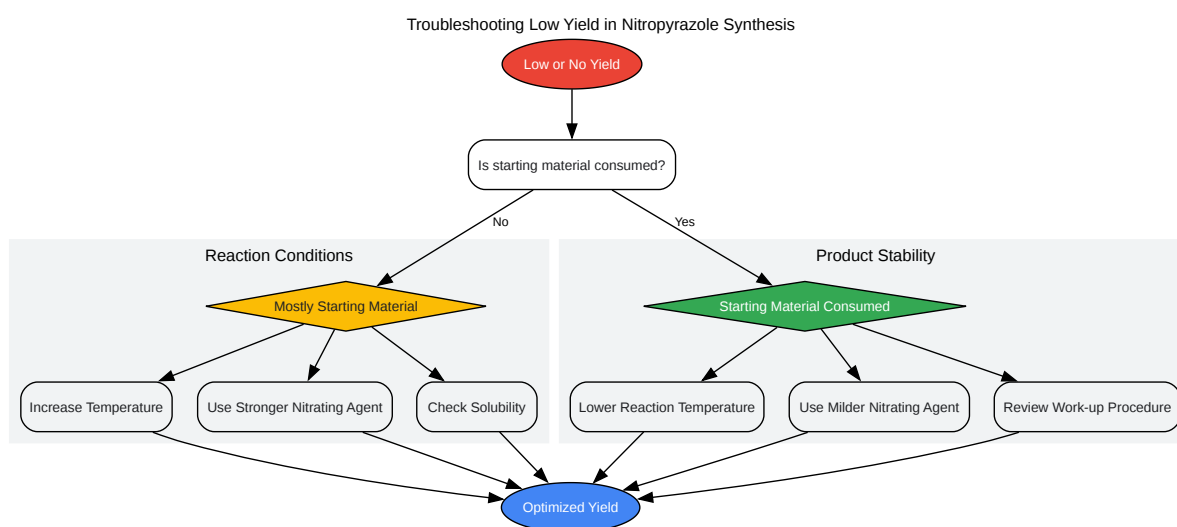 Troubleshooting Low Yield in Nitropyrazole Synthesis
Low or No Yield
Is starting material consumed?
No
Yes
Reaction Conditions
Product Stability
Mostly Starting Material
Starting Material Consumed
Increase Temperature
Use Stronger Nitrating Agent
Check Solubility
Lower Reaction Temperature
Use Milder Nitrating Agent
Review Work-up Procedure
Optimized Yield